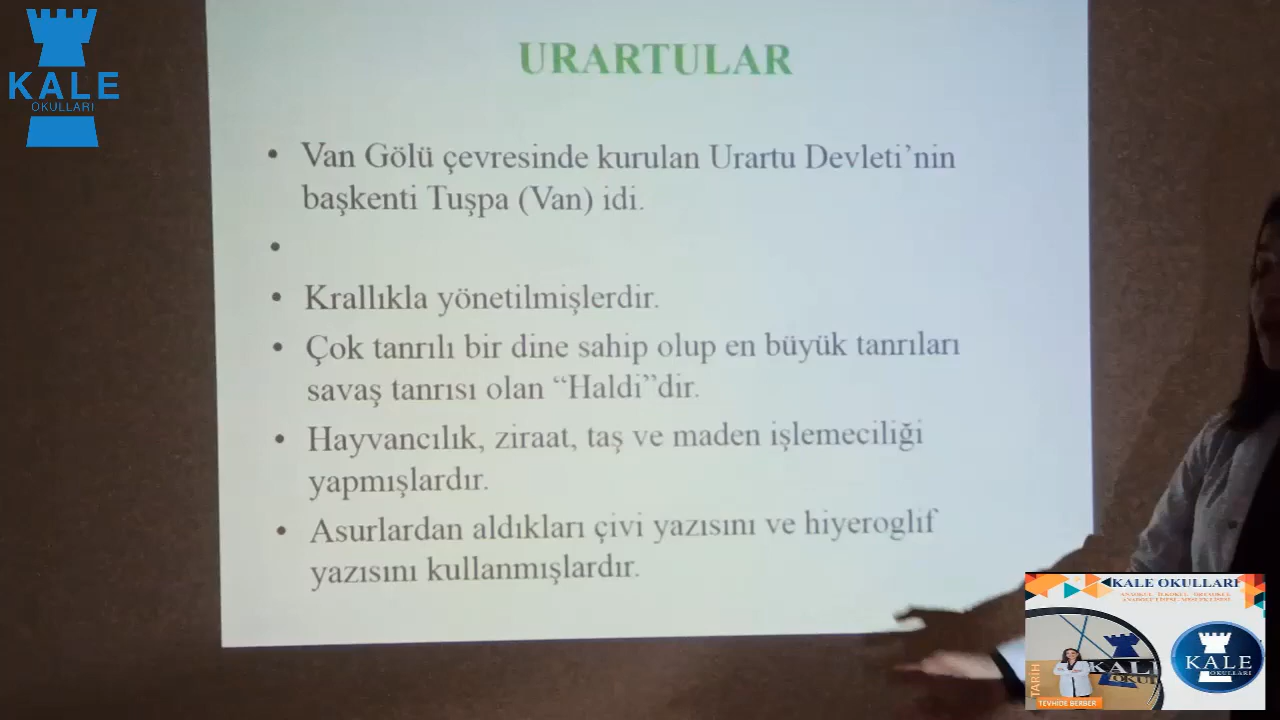 KALE
OKULLARI
URARTULAR
• Van Gölü çevresinde kurulan Urartu Devleti’nin
başkenti Tuşpa (Van) idi.
•
• Krallıkla yönetilmişlerdir.
• Çok tanrılı bir dine sahip olup en büyük tanrıları
savaş tanrısı olan “Haldi”dir.
• Hayvancılık, ziraat, taş ve maden işlemeciliği
yapmışlardır.
• Asurlardan aldıkları çivi yazısını ve hiyeroglif
yazısını kullanmışlardır.
KALE OKULLARI
TARİH
TEVHİDE BERBER
KALE
OKULLARI